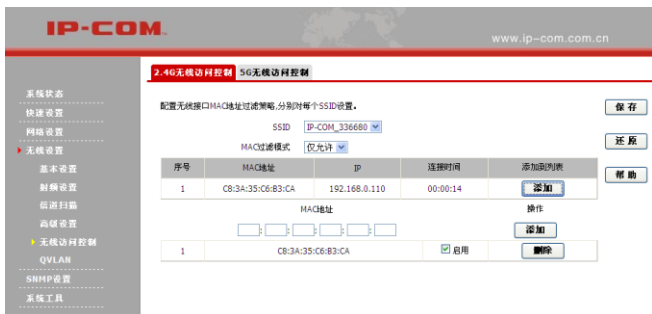 IP-COM
www.ip-com.com.cn
系统状态
快速设置
网络设置
无线设置
基本设置
射频设置
信道扫描
高级设置
无线访问控制
QVLAN
SNMP设置
系统工具
2.4G无线访问控制 5G无线访问控制
配置无线接口MAC地址过滤策略,分别对每个SSID设置。
SSID IP-COM_336680
MAC过滤模式 仅允许
序号 MAC地址 IP 连接时间 添加到列表
1 C8:3A:35:C6:B3:CA 192.168.0.110 00:00:14 添加
MAC地址 操作
: : : : : 添加
1 C8:3A:35:C6:B3:CA 启用 删除
保存
还原
帮助